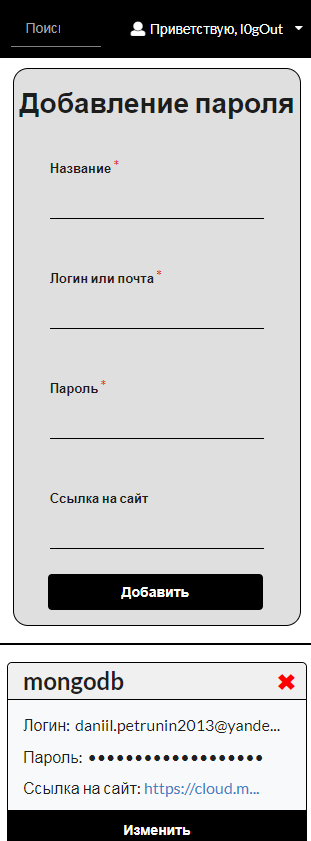 Поиск
Приветствую, l0gOut
Добавление пароля
Название *
Логин или почта *
Пароль *
Ссылка на сайт
Добавить
mongodb
Логин: daniil.petrunin2013@yande...
Пароль: •••••••••••••••••••
Ссылка на сайт: https://cloud.m...
Изменить